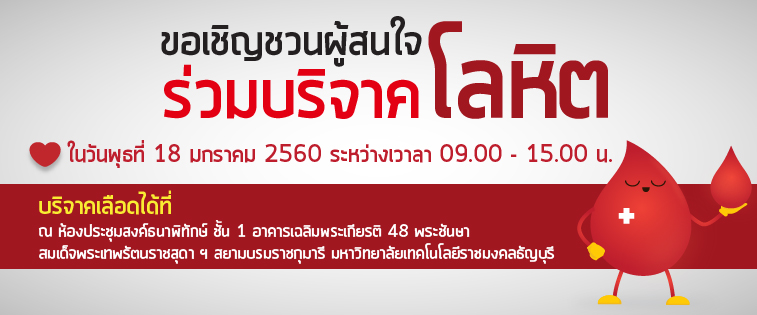 ขอเชิญชวนผู้สนใจ
ร่วมบริจาคโลหิต
ในวันพุธที่ 18 มกราคม 2560 ระหว่างเวาลา 09.00 - 15.00 น.
บริจาคเลือดได้ที่
ณ ห้องประชุมสงค์ธนาพิทักษ์ ชั้น 1 อาคารเฉลิมพระเกียรติ 48 พระชันษา
สมเด็จพระเทพรัตนราชสุดา ฯ สยามบรมราชกุมารี มหาวิทยาลัยเทคโนโลยีราชมงคลธัญบุรี